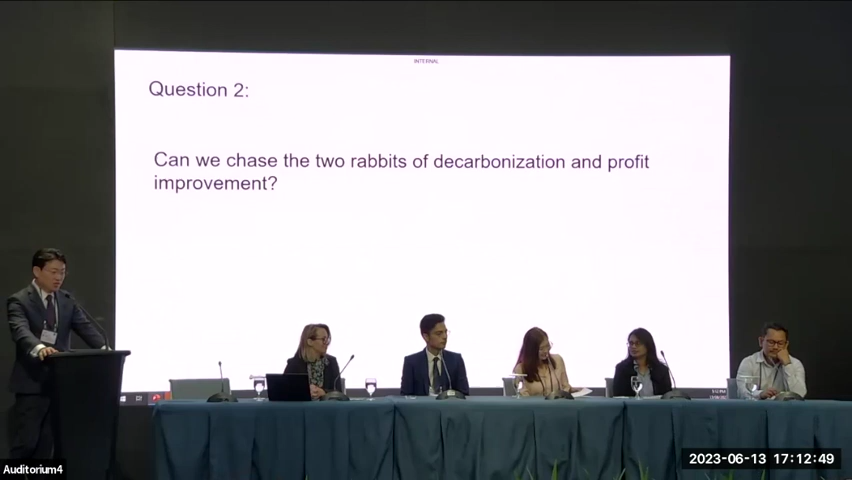 INTERNAL
Question 2:
Can we chase the two rabbits of decarbonization and profit
improvement?
Auditorium4
2023-06-13 17:12:49